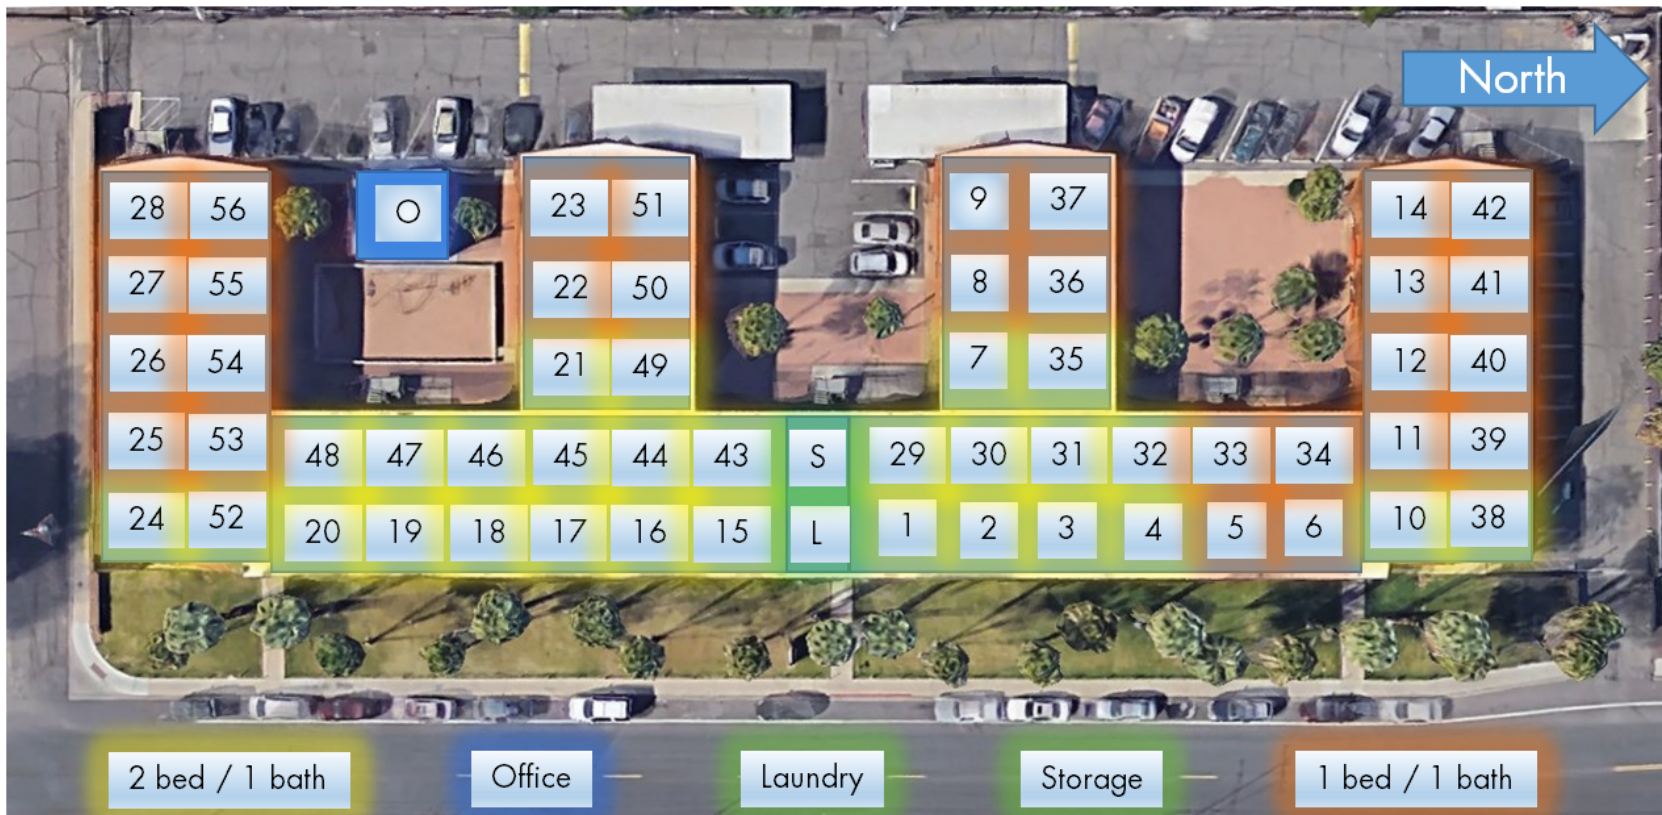 North
28 56
O
23 51
9 37
14 42
27 55
22 50
8 36
13 41
26 54
21 49
7 35
12 40
25 53
48 47 46 45 44 43 S 29 30 31 32 33 34
11 39
24 52
20 19 18 17 16 15 L 1 2 3 4 5 6
10 38
2 bed / 1 bath
Office
Laundry
Storage
1 bed / 1 bath